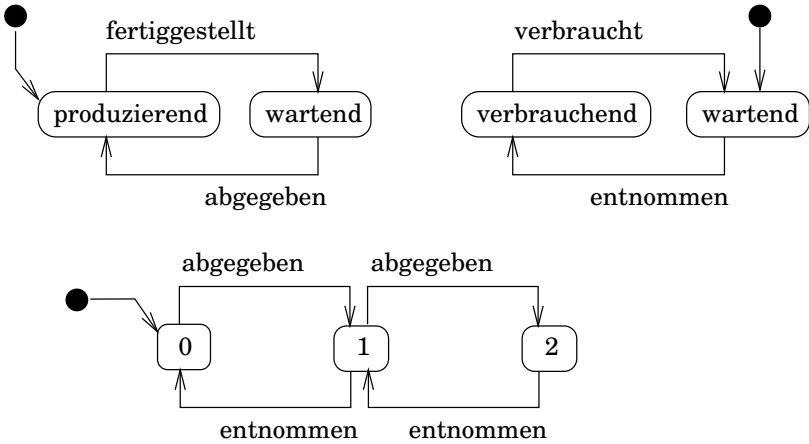 fertiggestellt
verbraucht
produzierend
wartend
verbrauchend
wartend
abgegeben
entnommen
abgegeben
abgegeben
0
1
2
entnommen
entnommen